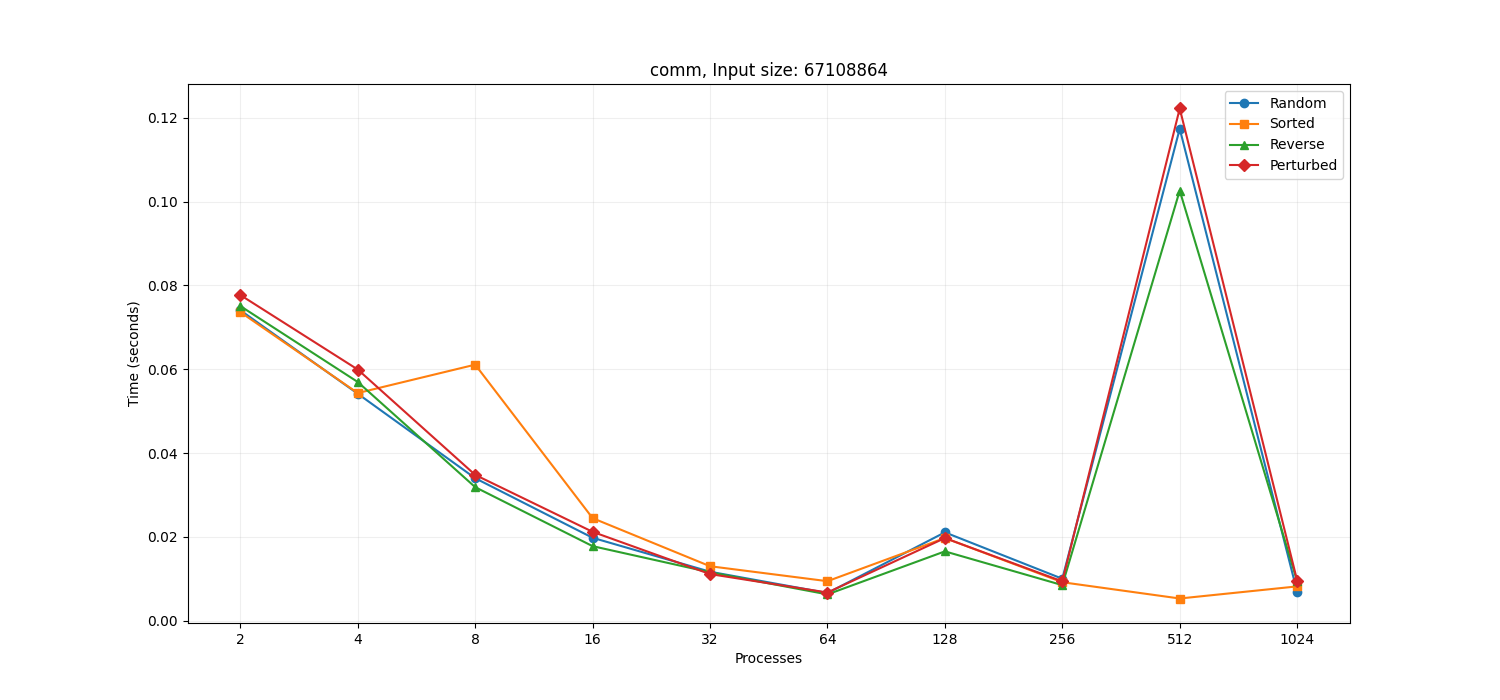 comm, Input size: 67108864
Time (seconds)
0.12
0.10
0.08
0.06
0.04
0.02
0.00
Random
Sorted
Reverse
Perturbed
2 4 8 16 32 64 128 256 512 1024
Processes